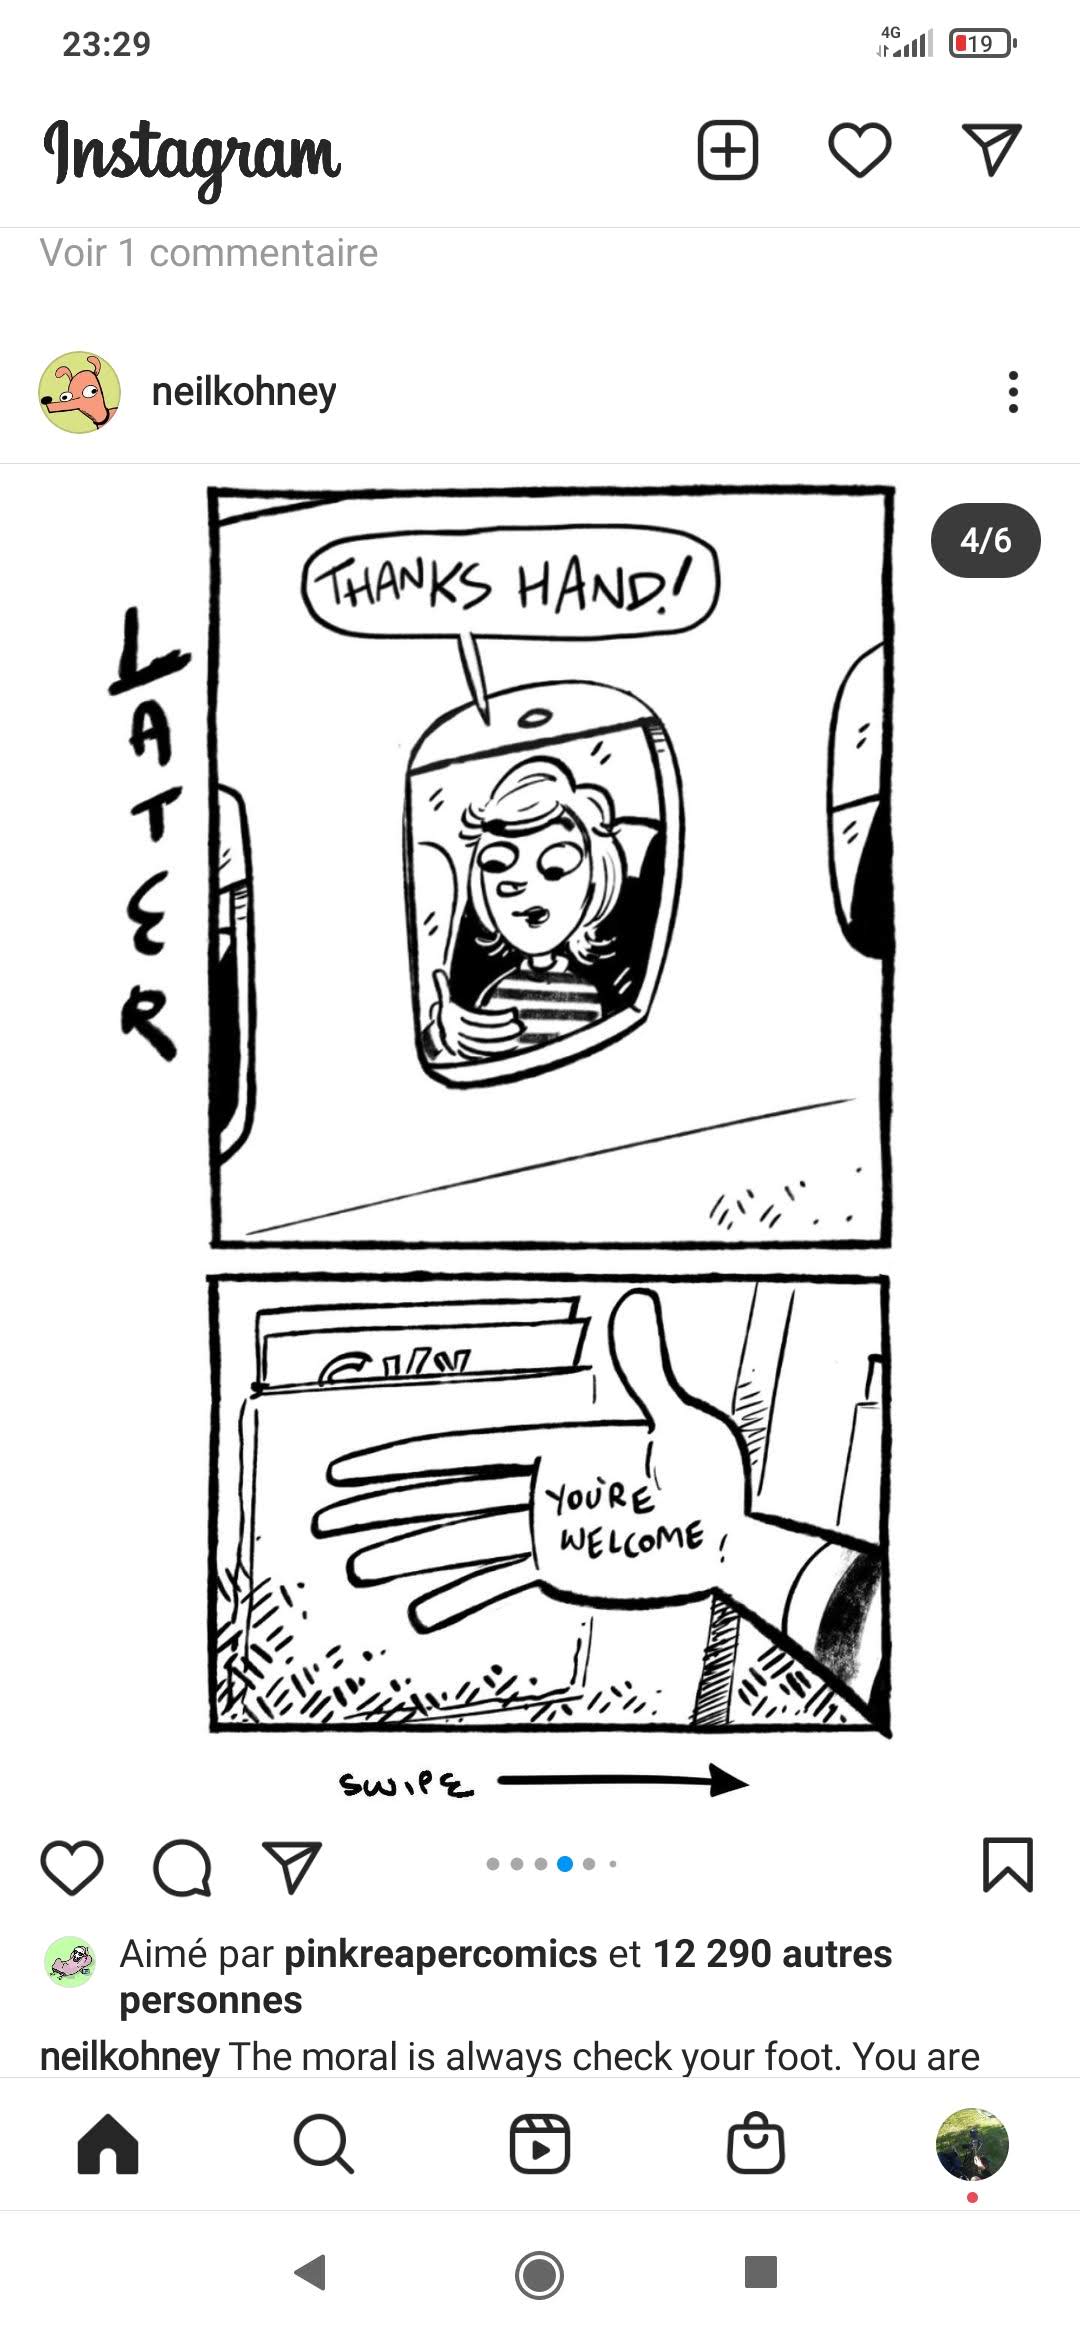 23:29
4G
19
Instagram
Voir 1 commentaire
neilkohney
4/6
LATER
THANKS HAND!
YOU'RE
WELCOME!
SWIPE
Aimé par pinkreapercomics et 12 290 autres
personnes
neilkohney The moral is always check your foot. You are